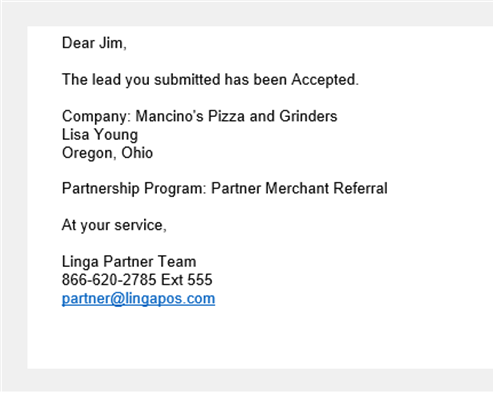 Dear Jim,
The lead you submitted has been Accepted.
Company: Mancino's Pizza and Grinders
Lisa Young
Oregon, Ohio
Partnership Program: Partner Merchant Referral
At your service,
Linga Partner Team
866-620-2785 Ext 555
partner@lingapos.com